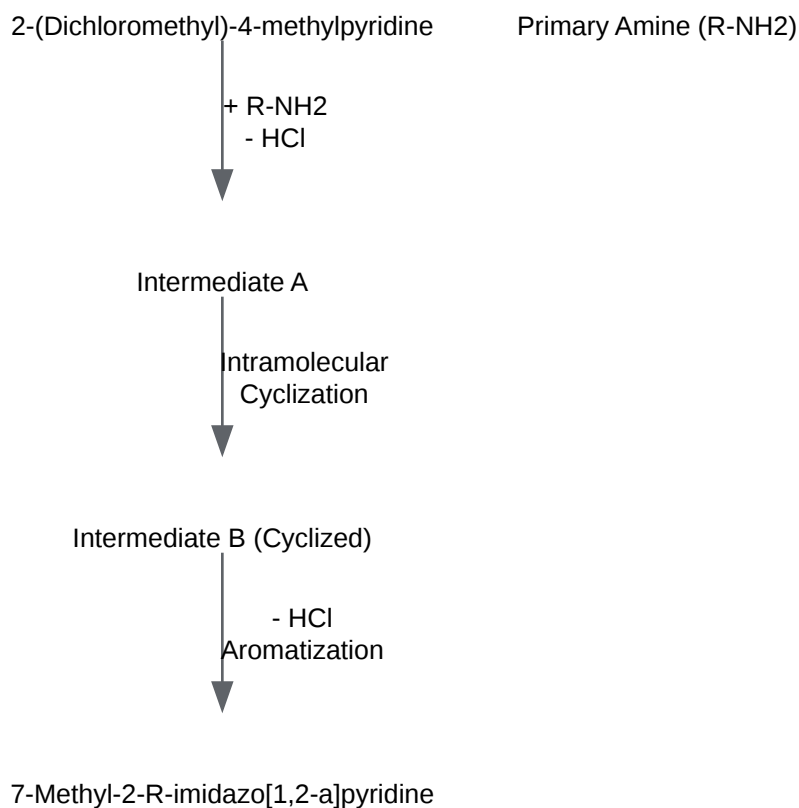 2-(Dichloromethyl)-4-methylpyridine
Primary Amine (R-NH2)
+ R-NH2
- HCl
Intermediate A
Intramolecular
Cyclization
Intermediate B (Cyclized)
- HCl
Aromatization
7-Methyl-2-R-imidazo[1,2-a]pyridine